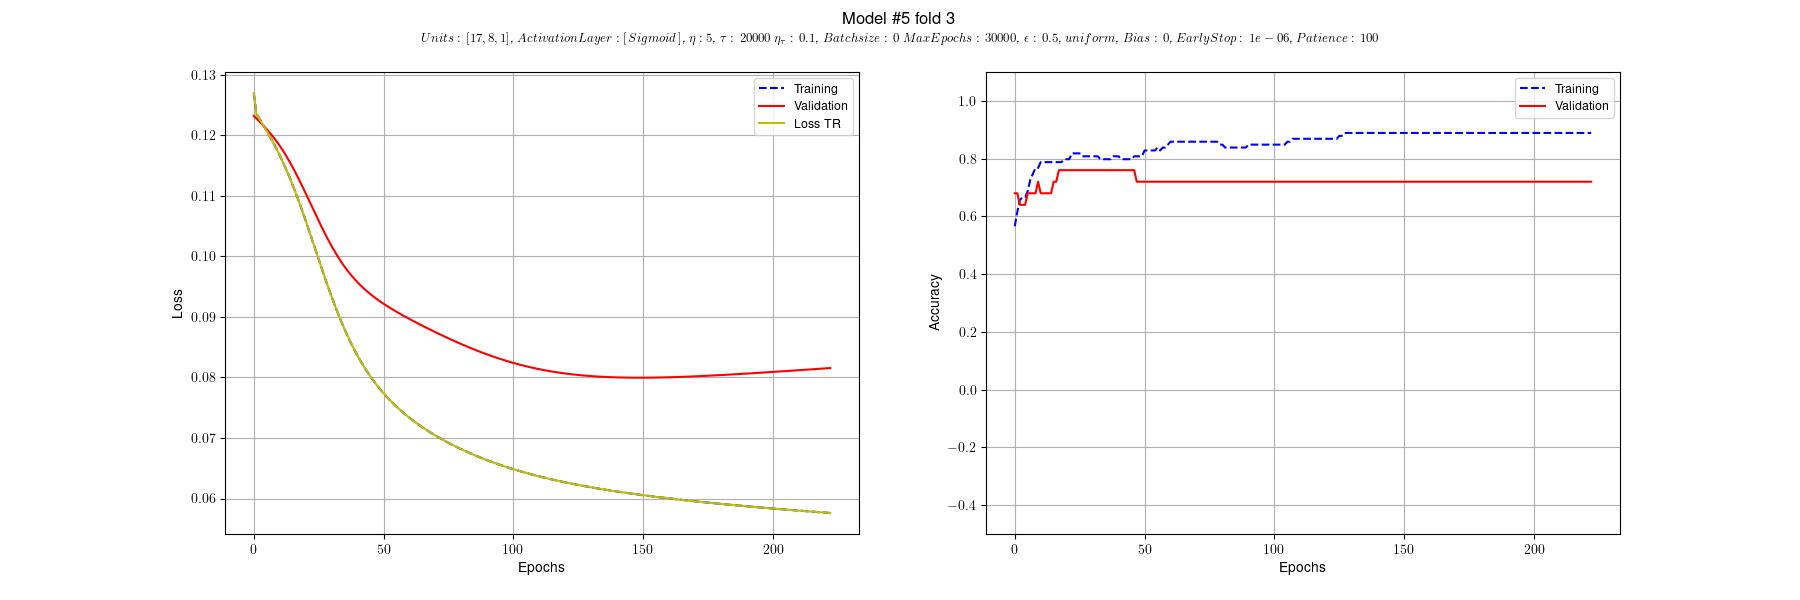 Model #5 fold 3
Units : [17, 8, 1], ActivationLayer : [Sigmoid], η : 5, τ : 20000 η_τ : 0.1, Batchsize : 0 MaxEpochs : 30000, ϵ : 0.5, uniform, Bias : 0, EarlyStop : 1e − 06, Patience : 100
0.13
0.12
0.11
0.10
0.09
0.08
0.07
0.06
Loss
Training
Validation
Loss TR
0 50 100 150 200
Epochs
1.0
0.8
0.6
0.4
0.2
0.0
−0.2
−0.4
Accuracy
Training
Validation
0 50 100 150 200
Epochs